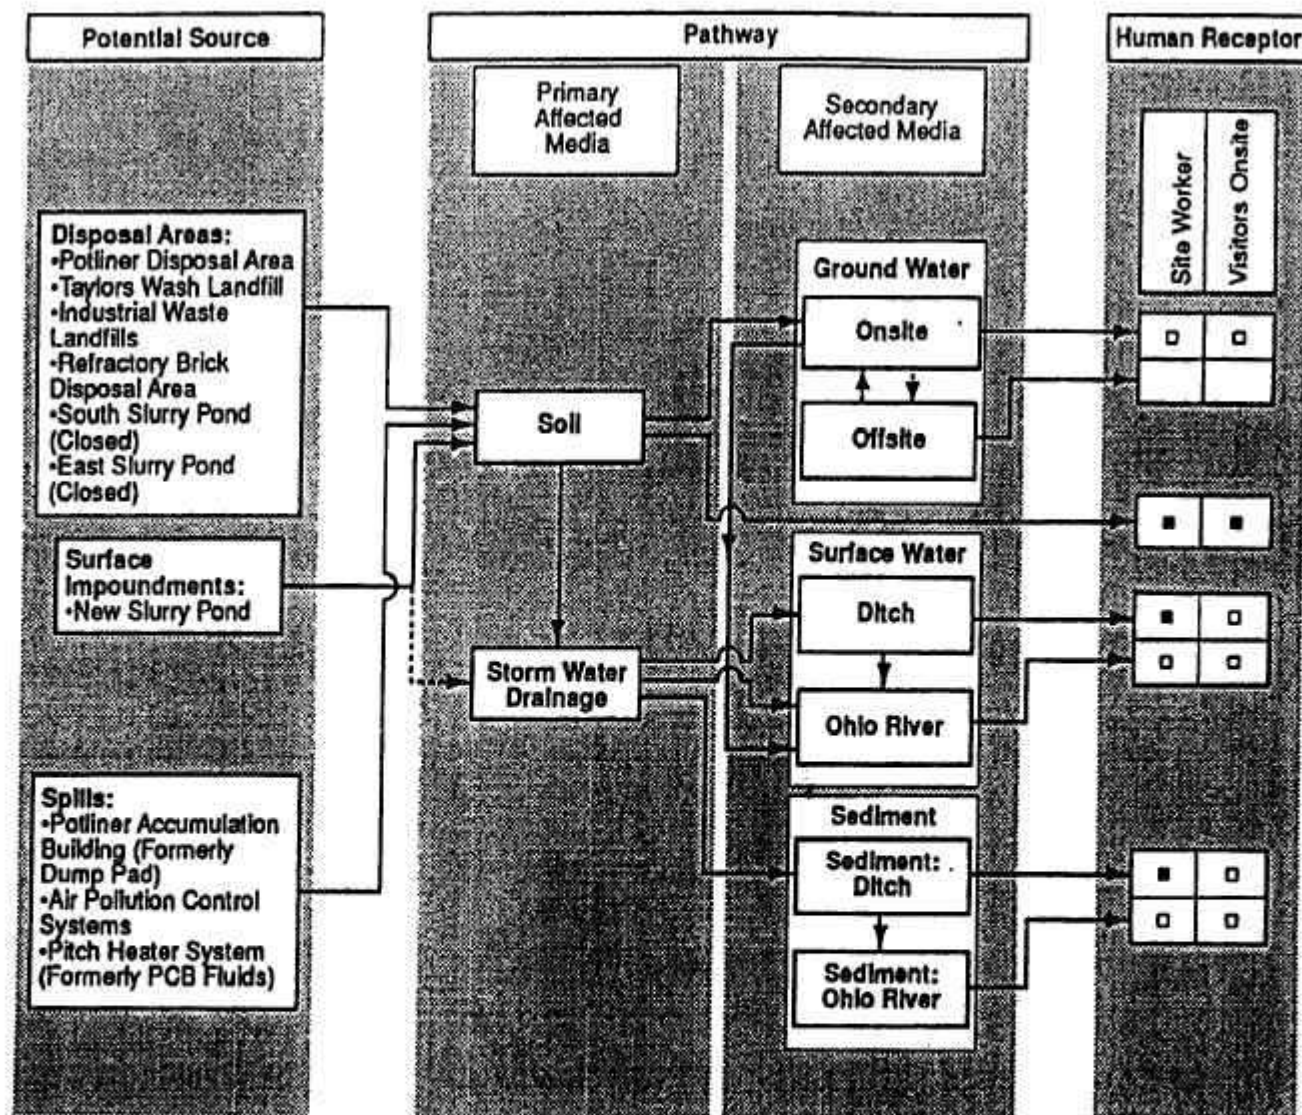 Potential Source
Pathway
Human Receptor
Primary
Affected
Media
Secondary
Affected Media
Site Worker
Visitors Onsite
Disposal Areas:
•Potliner Disposal Area
•Taylors Wash Landfill
•Industrial Waste
Landfills
•Refractory Brick
Disposal Area
•South Slurry Pond
(Closed)
•East Slurry Pond
(Closed)
Surface
Impoundments:
•New Slurry Pond
Spills:
•Potliner Accumulation
Building (Formerly
Dump Pad)
•Air Pollution Control
Systems
•Pitch Heater System
(Formerly PCB Fluids)
Soil
Storm Water
Drainage
Ground Water
Onsite
Offsite
Surface Water
Ditch
Ohio River
Sediment
Sediment:
Ditch
Sediment:
Ohio River